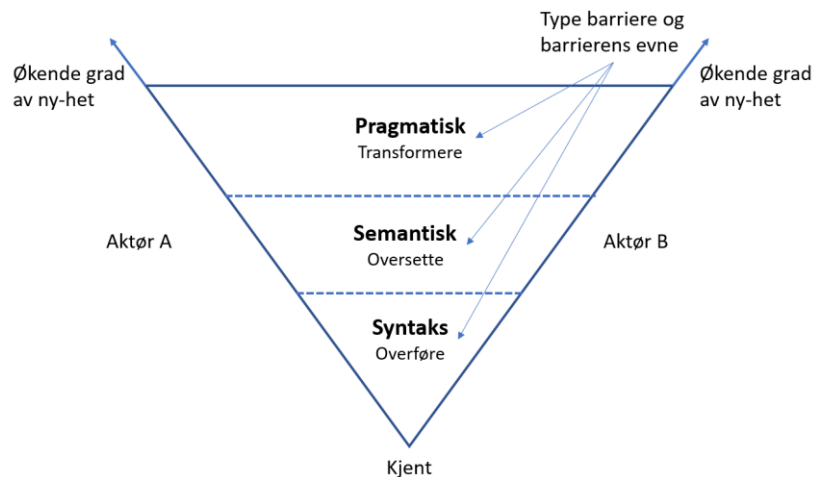 Type barriere og
barrierens evne
Økende grad
av ny-het
Økende grad
av ny-het
Pragmatisk
Transformere
Semantisk
Oversette
Aktør A
Aktør B
Syntaks
Overføre
Kjent